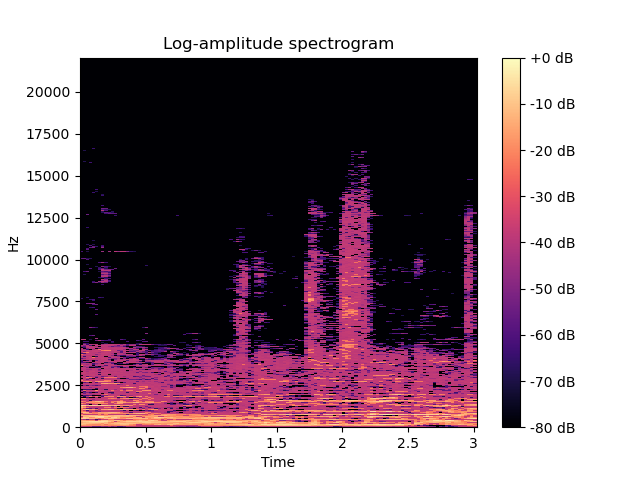 Log-amplitude spectrogram
Hz
20000
17500
15000
12500
10000
7500
5000
2500
0
0
0.5
1
1.5
2
2.5
3
Time
+0 dB
-10 dB
-20 dB
-30 dB
-40 dB
-50 dB
-60 dB
-70 dB
-80 dB